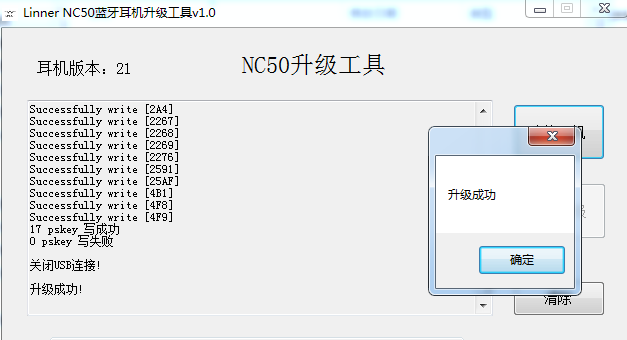 Linner NC50蓝牙耳机升级工具v1.0
耳机版本：21
NC50升级工具
Successfully write [2A4]
Successfully write [2267]
Successfully write [2268]
Successfully write [2269]
Successfully write [2276]
Successfully write [2591]
Successfully write [25AF]
Successfully write [4B1]
Successfully write [4F8]
Successfully write [4F9]
17 pskey 写成功
0 pskey 写失败
关闭USB连接!
升级成功!
升级成功
确定
清除